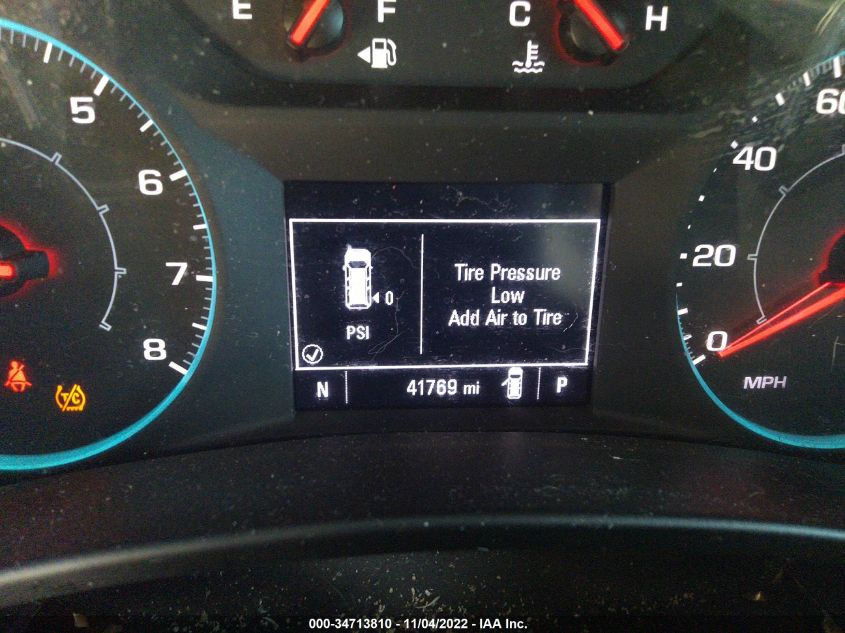 E F C H
5
6
7
8
60
40
20
0
MPH
Tire Pressure
Low
Add Air to Tire
0
PSI
T/C
N 41769 mi P
000-34713810 - 11/04/2022 - IAA Inc.